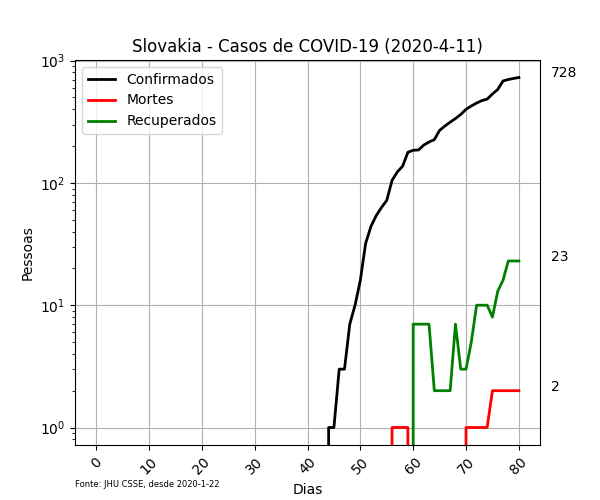 Slovakia - Casos de COVID-19 (2020-4-11)
Confirmados
Mortes
Recuperados
Pessoas
10³
10²
10¹
10⁰
728
23
2
0 10 20 30 40 50 60 70 80
Dias
Fonte: JHU CSSE, desde 2020-1-22